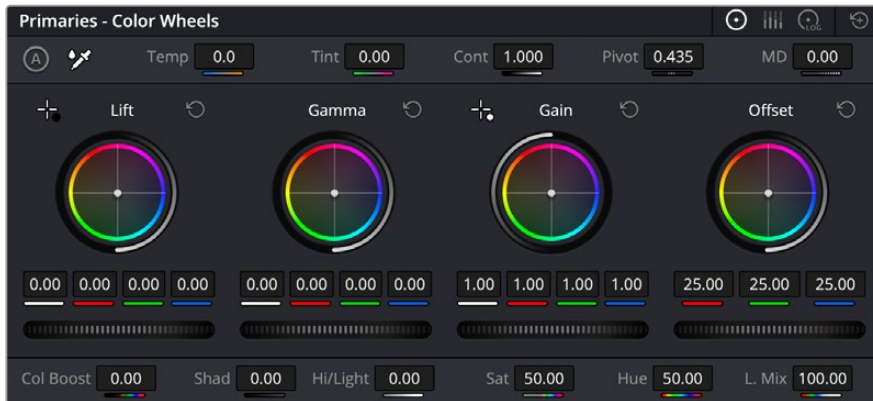 Primaries - Color Wheels
LOG
A Temp 0.0 Tint 0.00 Cont 1.000 Pivot 0.435 MD 0.00
Lift Gamma Gain Offset
0.00 0.00 0.00 0.00 0.00 0.00 0.00 0.00 1.00 1.00 1.00 1.00 25.00 25.00 25.00
Col Boost 0.00 Shad 0.00 Hi/Light 0.00 Sat 50.00 Hue 50.00 L. Mix 100.00